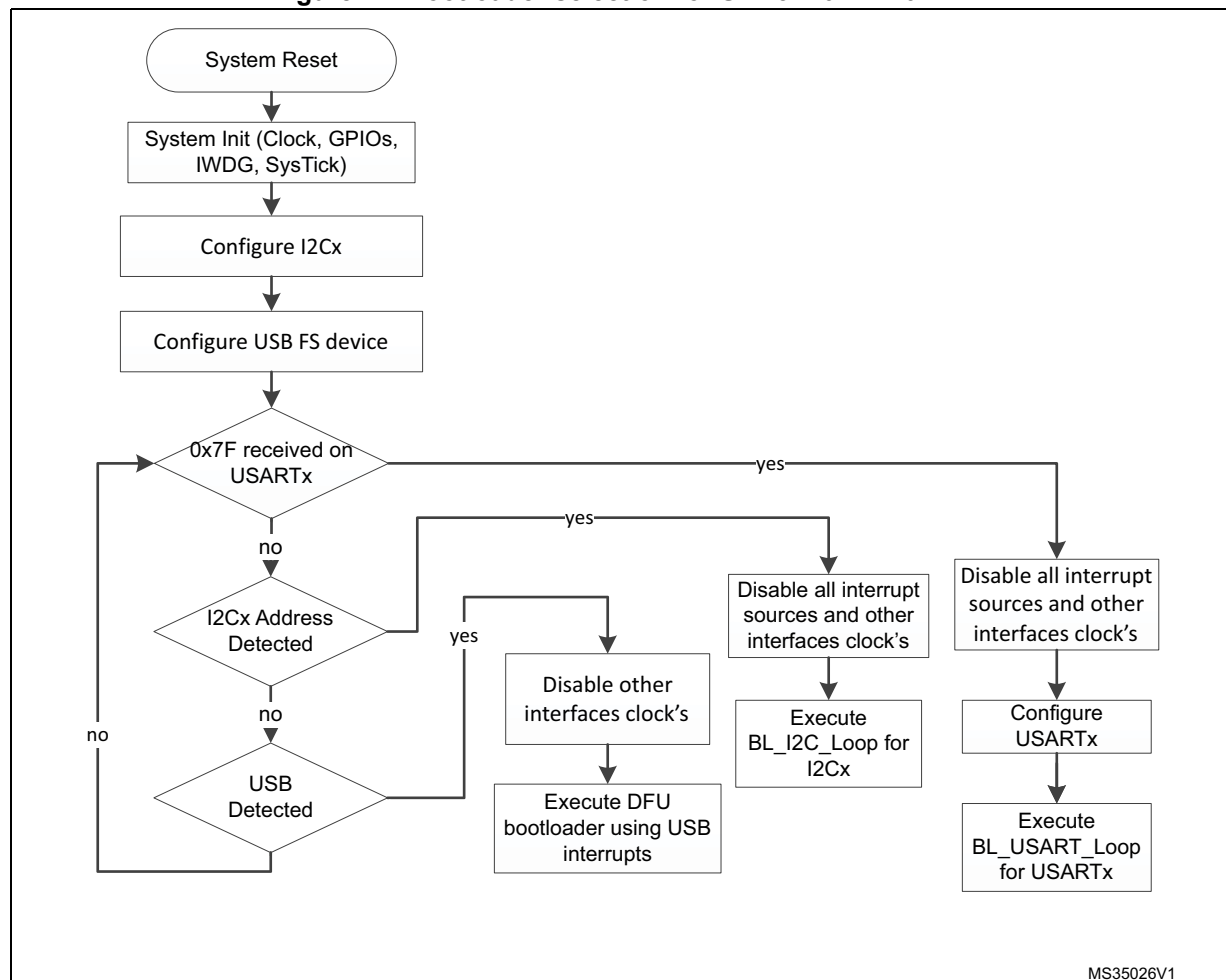 System Reset
System Init (Clock, GPIOs,
IWDG, SysTick)
Configure I2Cx
Configure USB FS device
0x7F received on
USARTx
yes
no
I2Cx Address
Detected
yes
no
USB
Detected
yes
no
Disable other
interfaces clock's
Execute DFU
bootloader using USB
interrupts
Disable all interrupt
sources and other
interfaces clock's
Execute
BL_I2C_Loop for
I2Cx
Disable all interrupt
sources and other
interfaces clock's
Configure
USARTx
Execute
BL_USART_Loop
for USARTx
MS35026V1